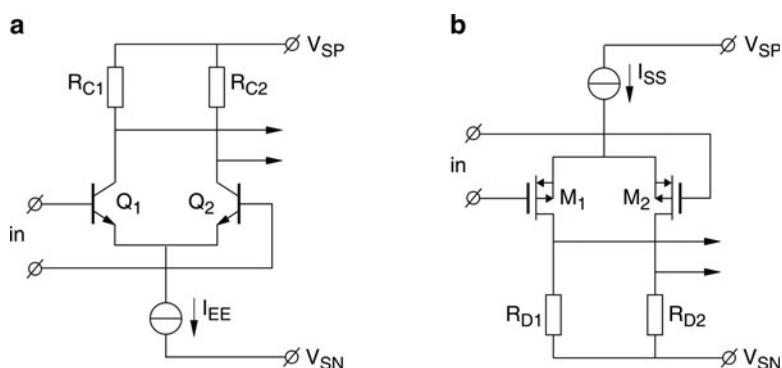 a
V_SP
R_C1
R_C2
Q_1
Q_2
in
I_EE
V_SN
b
V_SP
I_SS
in
M_1
M_2
R_D1
R_D2
V_SN